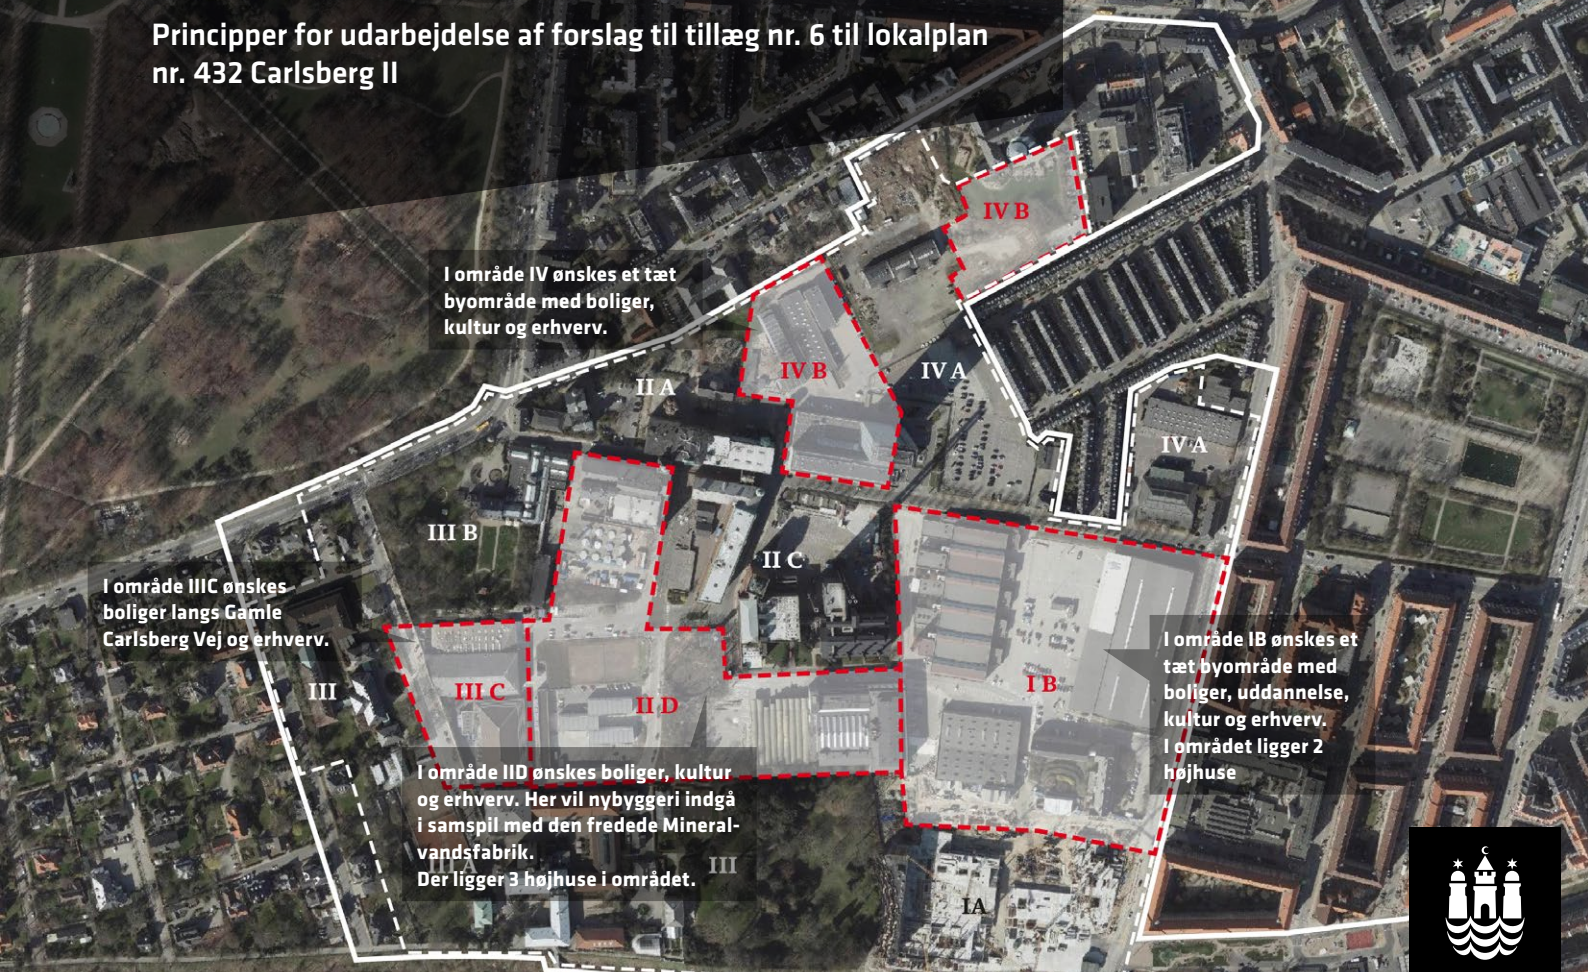 Principper for udarbejdelse af forslag til tillæg nr. 6 til lokalplan
nr. 432 Carlsberg II
IV B
I område IV ønskes et tæt
byområde med boliger,
kultur og erhverv.
IV B
IV A
II A
IV A
III B
II C
I område IIIC ønskes
boliger langs Gamle
Carlsberg Vej og erhverv.
I område IB ønskes et
tæt byområde med
boliger, uddannelse,
kultur og erhverv.
I området ligger 2
højhuse
III
III C
II D
I B
I område IID ønskes boliger, kultur
og erhverv. Her vil nybyggeri indgå
i samspil med den fredede Mineral-
vandsfabrik.
Der ligger 3 højhuse i området.
III
IA